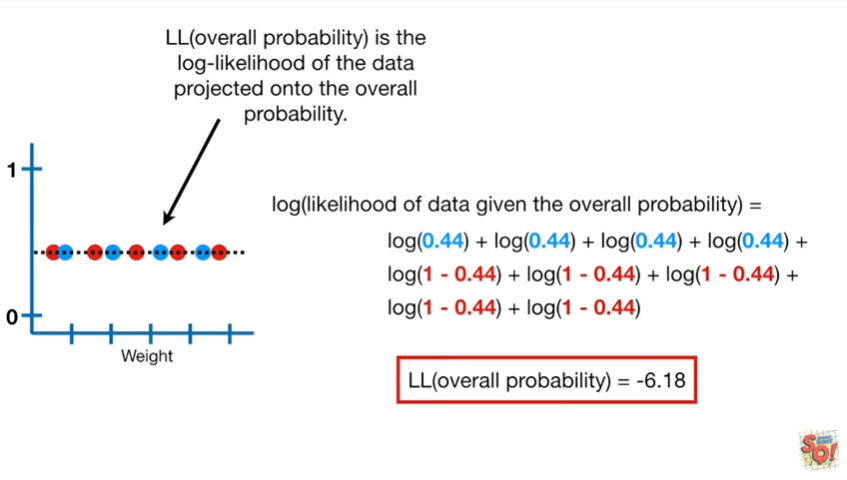 LL(overall probability) is the
log-likelihood of the data
projected onto the overall
probability.
1
0
Weight
log(likelihood of data given the overall probability) =
log(0.44) + log(0.44) + log(0.44) + log(0.44) +
log(1 - 0.44) + log(1 - 0.44) + log(1 - 0.44) +
log(1 - 0.44) + log(1 - 0.44)
LL(overall probability) = -6.18
SQ!